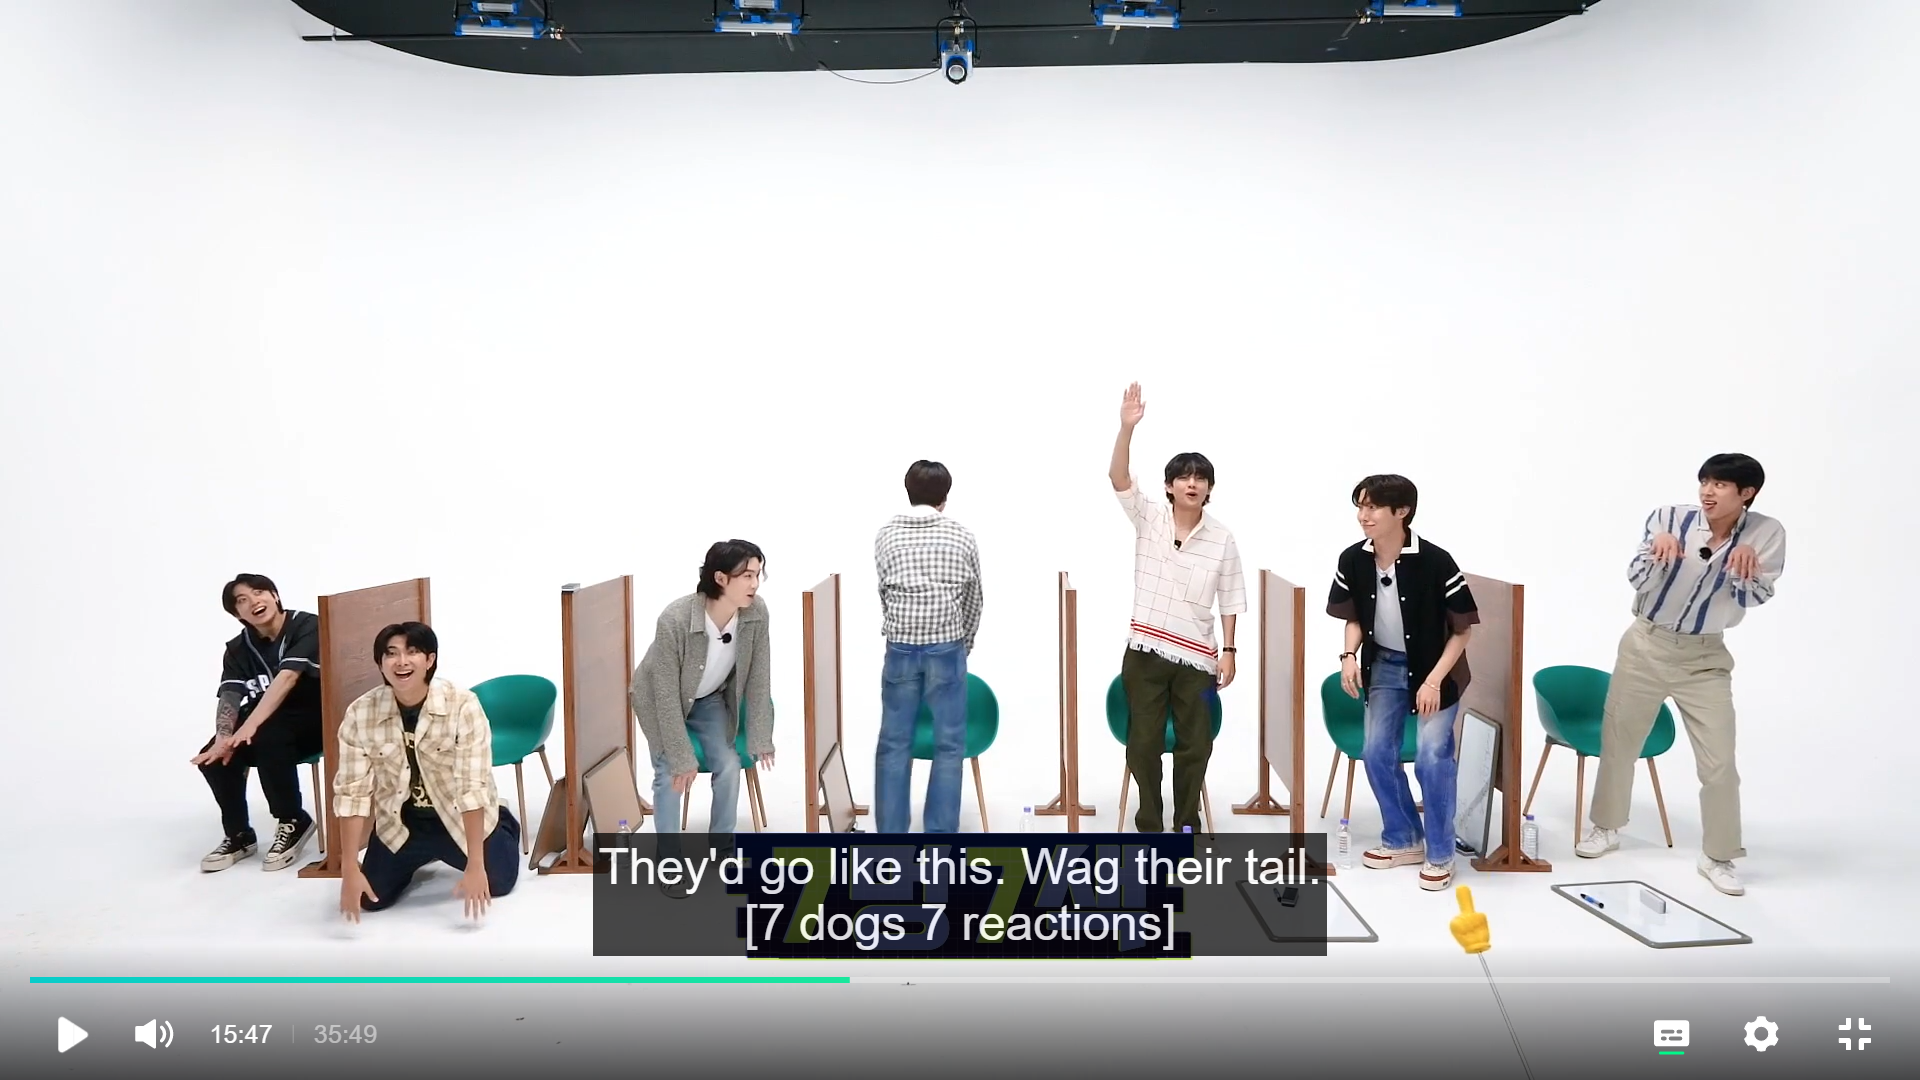 They'd go like this. Wag their tail.
[7 dogs 7 reactions]
15:47 35:49